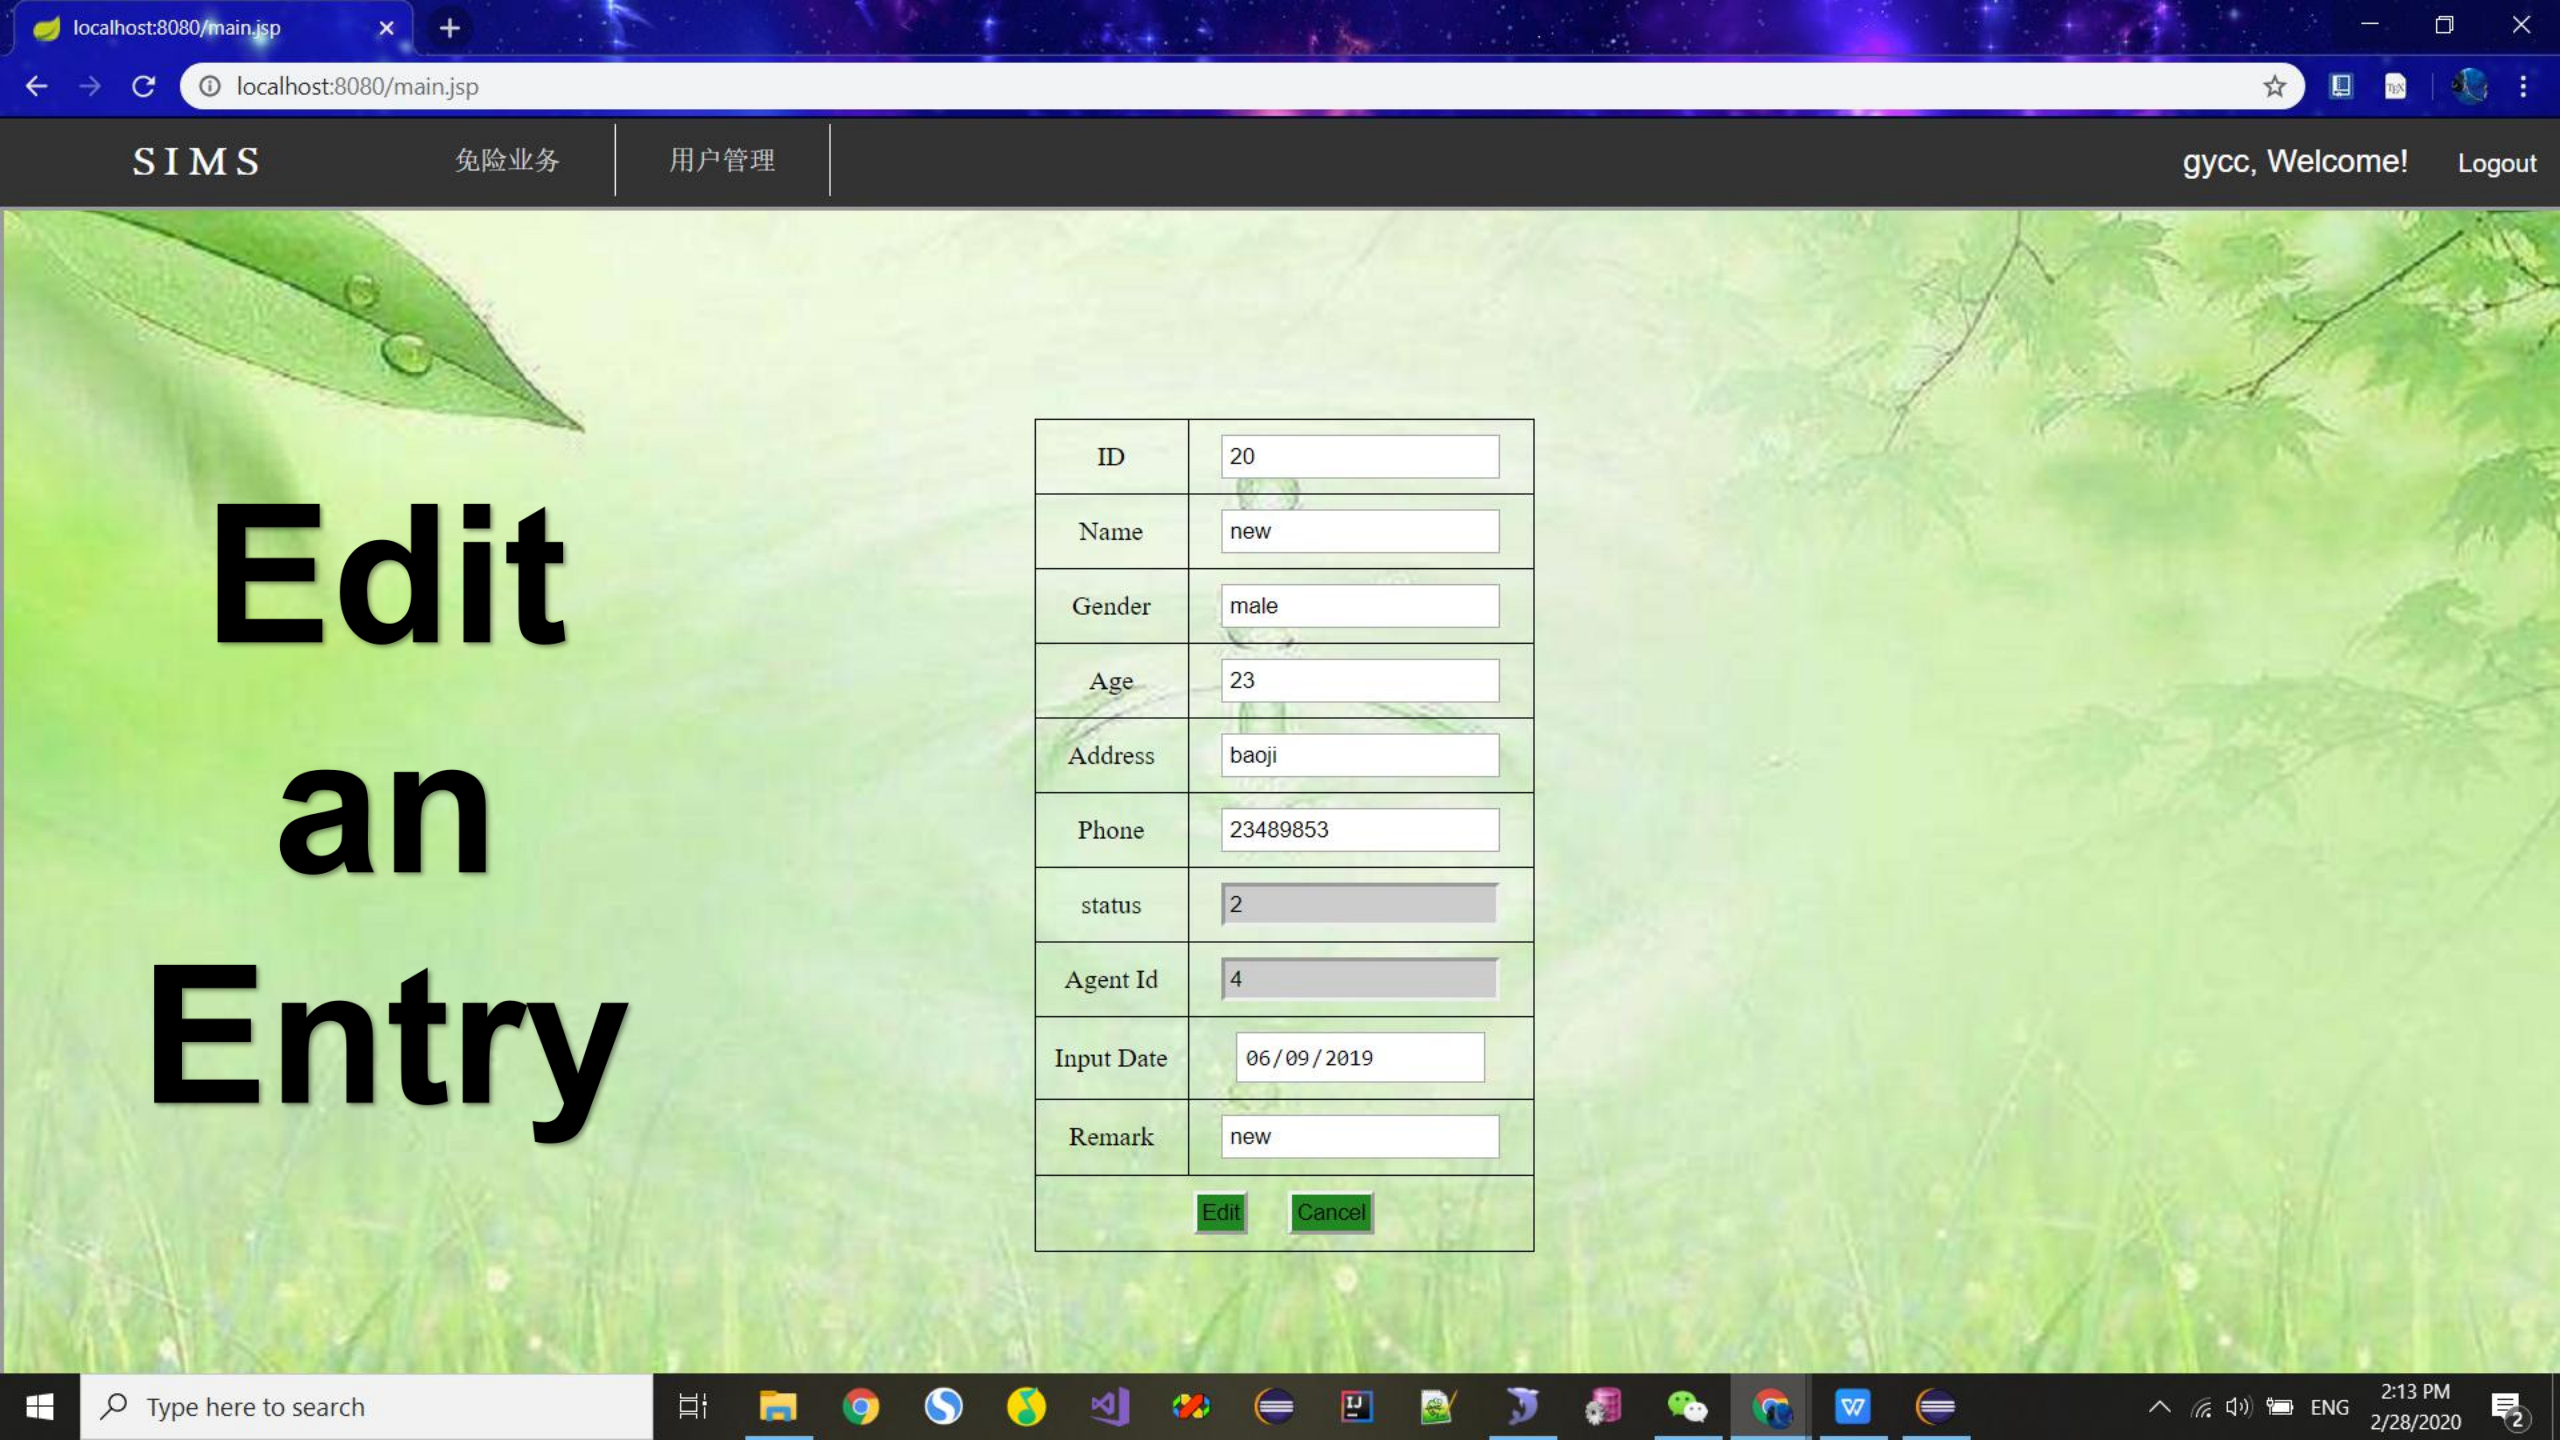 localhost:8080/main.jsp
localhost:8080/main.jsp
TEX
SIMS 免险业务 用户管理 gycc, Welcome! Logout
Edit
an
Entry
ID 20
Name new
Gender male
Age 23
Address baoji
Phone 23489853
status 2
Agent Id 4
Input Date 06/09/2019
Remark new
Edit Cancel
Type here to search
IJ
W
ENG
2:13 PM
2/28/2020
2